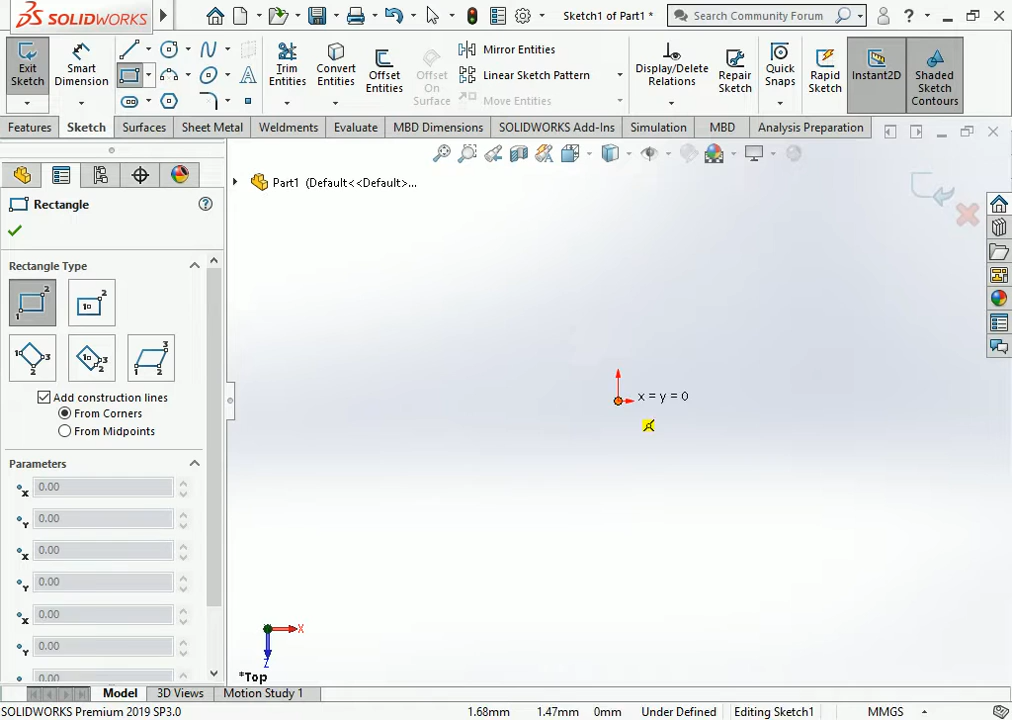 SOLIDWORKS
Sketch1 of Part1 *
Search Community Forum
?
Exit Sketch
Smart Dimension
Trim Entities
Convert Entities
Offset Entities
Offset On Surface
Mirror Entities
Linear Sketch Pattern
Move Entities
Display/Delete Relations
Repair Sketch
Quick Snaps
Rapid Sketch
Instant2D
Shaded Sketch Contours
Features
Sketch
Surfaces
Sheet Metal
Weldments
Evaluate
MBD Dimensions
SOLIDWORKS Add-Ins
Simulation
MBD
Analysis Preparation
Part1 (Default<<Default>...
Rectangle
?
Rectangle Type
Add construction lines
From Corners
From Midpoints
Parameters
x 0.00
Y 0.00
x 0.00
Y 0.00
x 0.00
Y 0.00
0.00
x = y = 0
X
Z
*Top
Model
3D Views
Motion Study 1
SOLIDWORKS Premium 2019 SP3.0
1.68mm
1.47mm
0mm
Under Defined
Editing Sketch1
MMGS